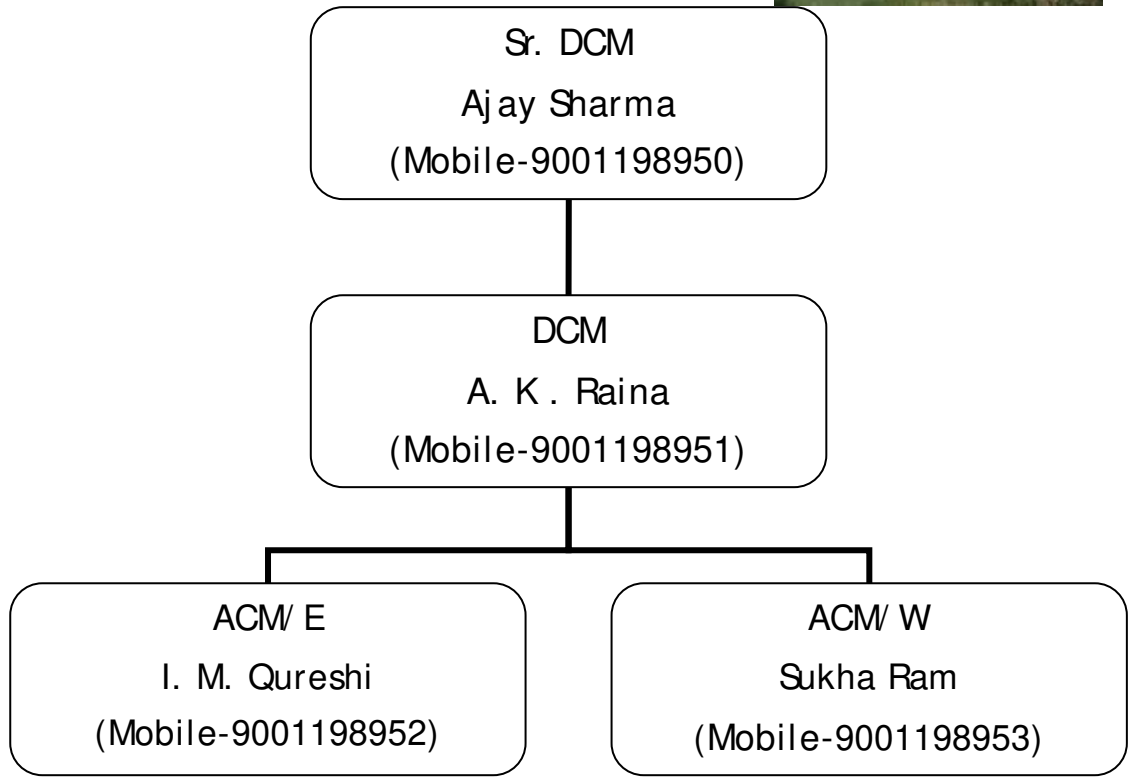 Sr. DCM
Ajay Sharma
(Mobile-9001198950)
DCM
A. K . Raina
(Mobile-9001198951)
ACM/ E
I. M. Qureshi
(Mobile-9001198952)
ACM/ W
Sukha Ram
(Mobile-9001198953)